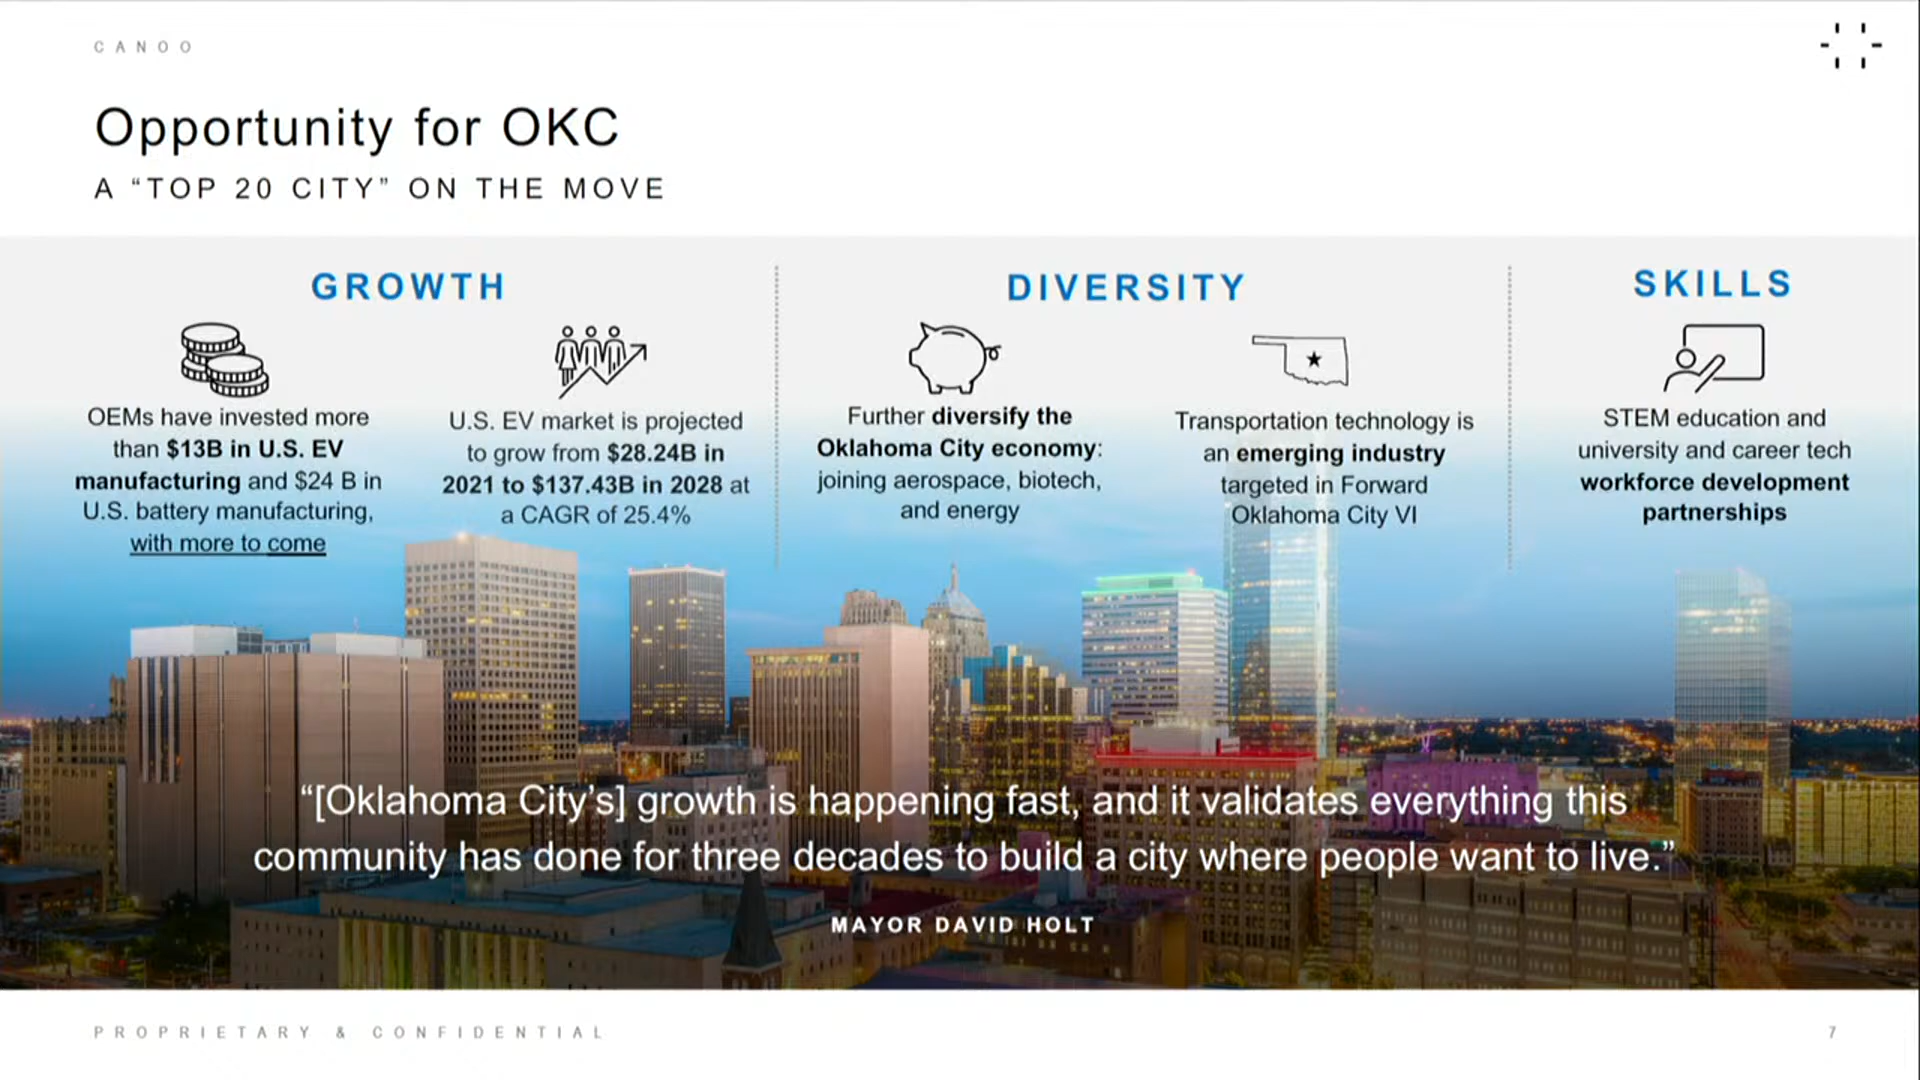 CANOO
Opportunity for OKC
A “TOP 20 CITY” ON THE MOVE
GROWTH
OEMs have invested more
than $13B in U.S. EV
manufacturing and $24 B in
U.S. battery manufacturing,
with more to come
U.S. EV market is projected
to grow from $28.24B in
2021 to $137.43B in 2028 at
a CAGR of 25.4%
DIVERSITY
Further diversify the
Oklahoma City economy:
joining aerospace, biotech,
and energy
Transportation technology is
an emerging industry
targeted in Forward
Oklahoma City VI
SKILLS
STEM education and
university and career tech
workforce development
partnerships
“[Oklahoma City’s] growth is happening fast, and it validates everything this
community has done for three decades to build a city where people want to live.”
MAYOR DAVID HOLT
PROPRIETARY & CONFIDENTIAL
7